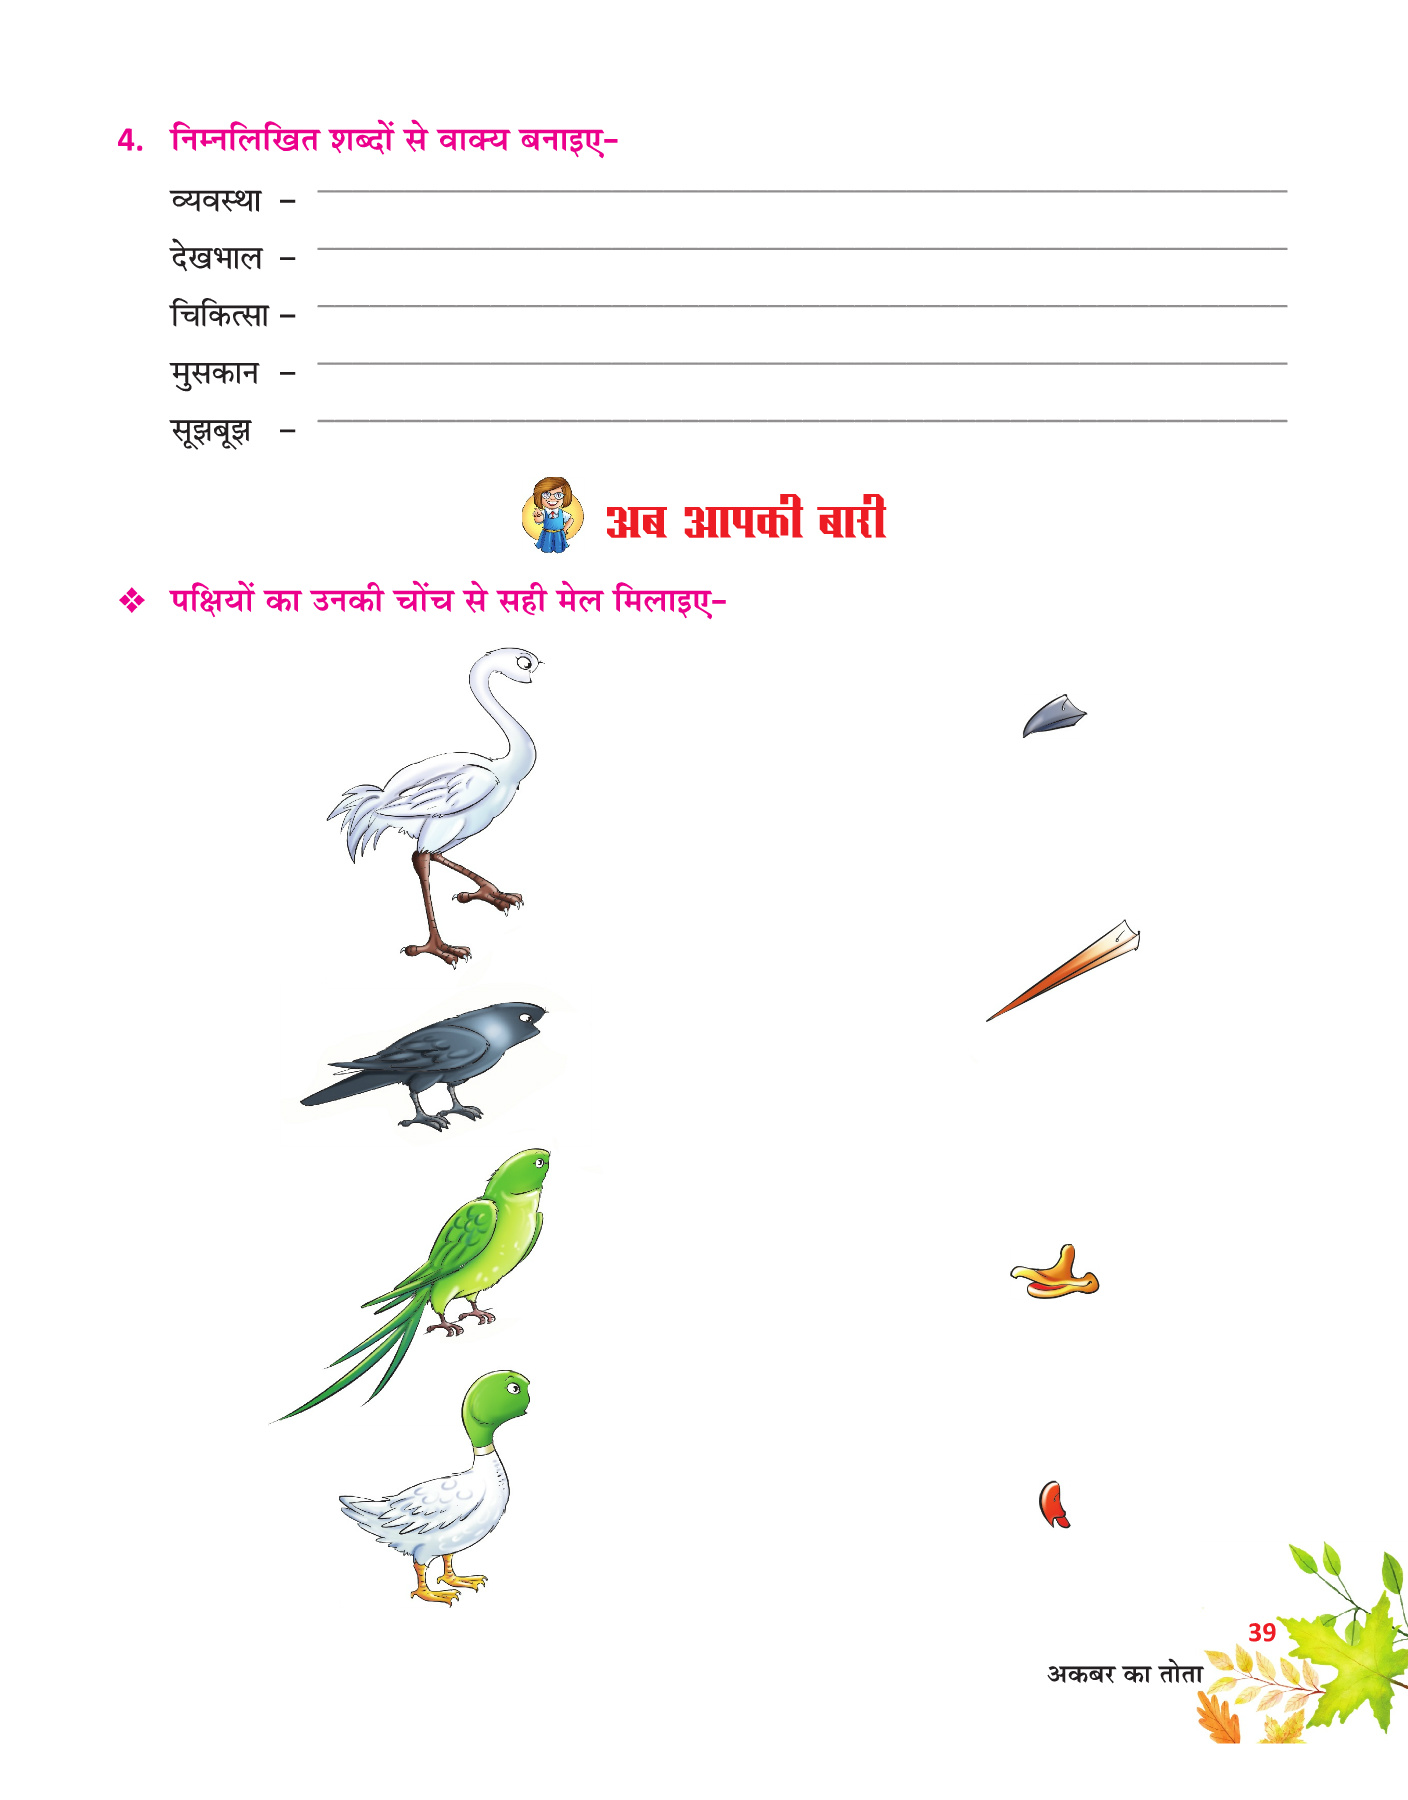 4. निम्नलिखित शब्दों से वाक्य बनाइए–
व्यवस्था –
देखभाल –
चिकित्सा –
मुसकान –
सूझबूझ –
अब आपकी बारी
❖ पक्षियों का उनकी चोंच से सही मेल मिलाइए–
39
अकबर का तोता